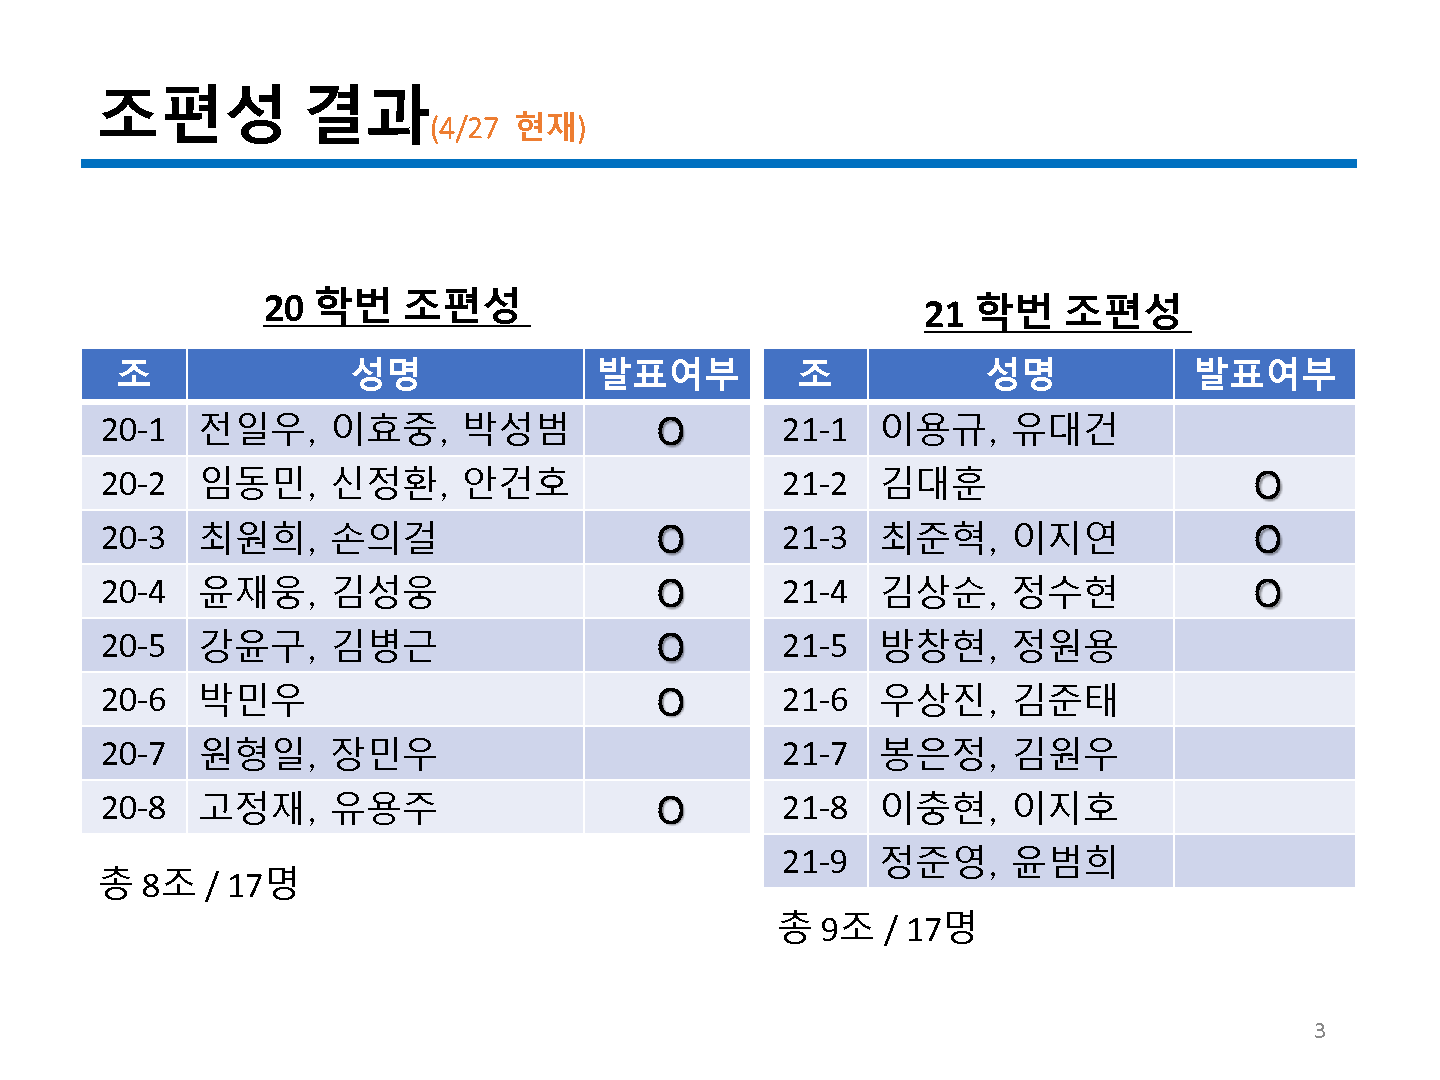 조편성 결과(4/27 현재)
20 학번 조편성
조 성명 발표여부
20-1 전일우, 이효중, 박성범 O
20-2 임동민, 신정환, 안건호
20-3 최원희, 손의걸 O
20-4 윤재웅, 김성웅 O
20-5 강윤구, 김병근 O
20-6 박민우 O
20-7 원형일, 장민우
20-8 고정재, 유용주 O
총 8조 / 17명
21 학번 조편성
조 성명 발표여부
21-1 이용규, 유대건
21-2 김대훈 O
21-3 최준혁, 이지연 O
21-4 김상순, 정수현 O
21-5 방창현, 정원용
21-6 우상진, 김준태
21-7 봉은정, 김원우
21-8 이충현, 이지호
21-9 정준영, 윤범희
총 9조 / 17명
3